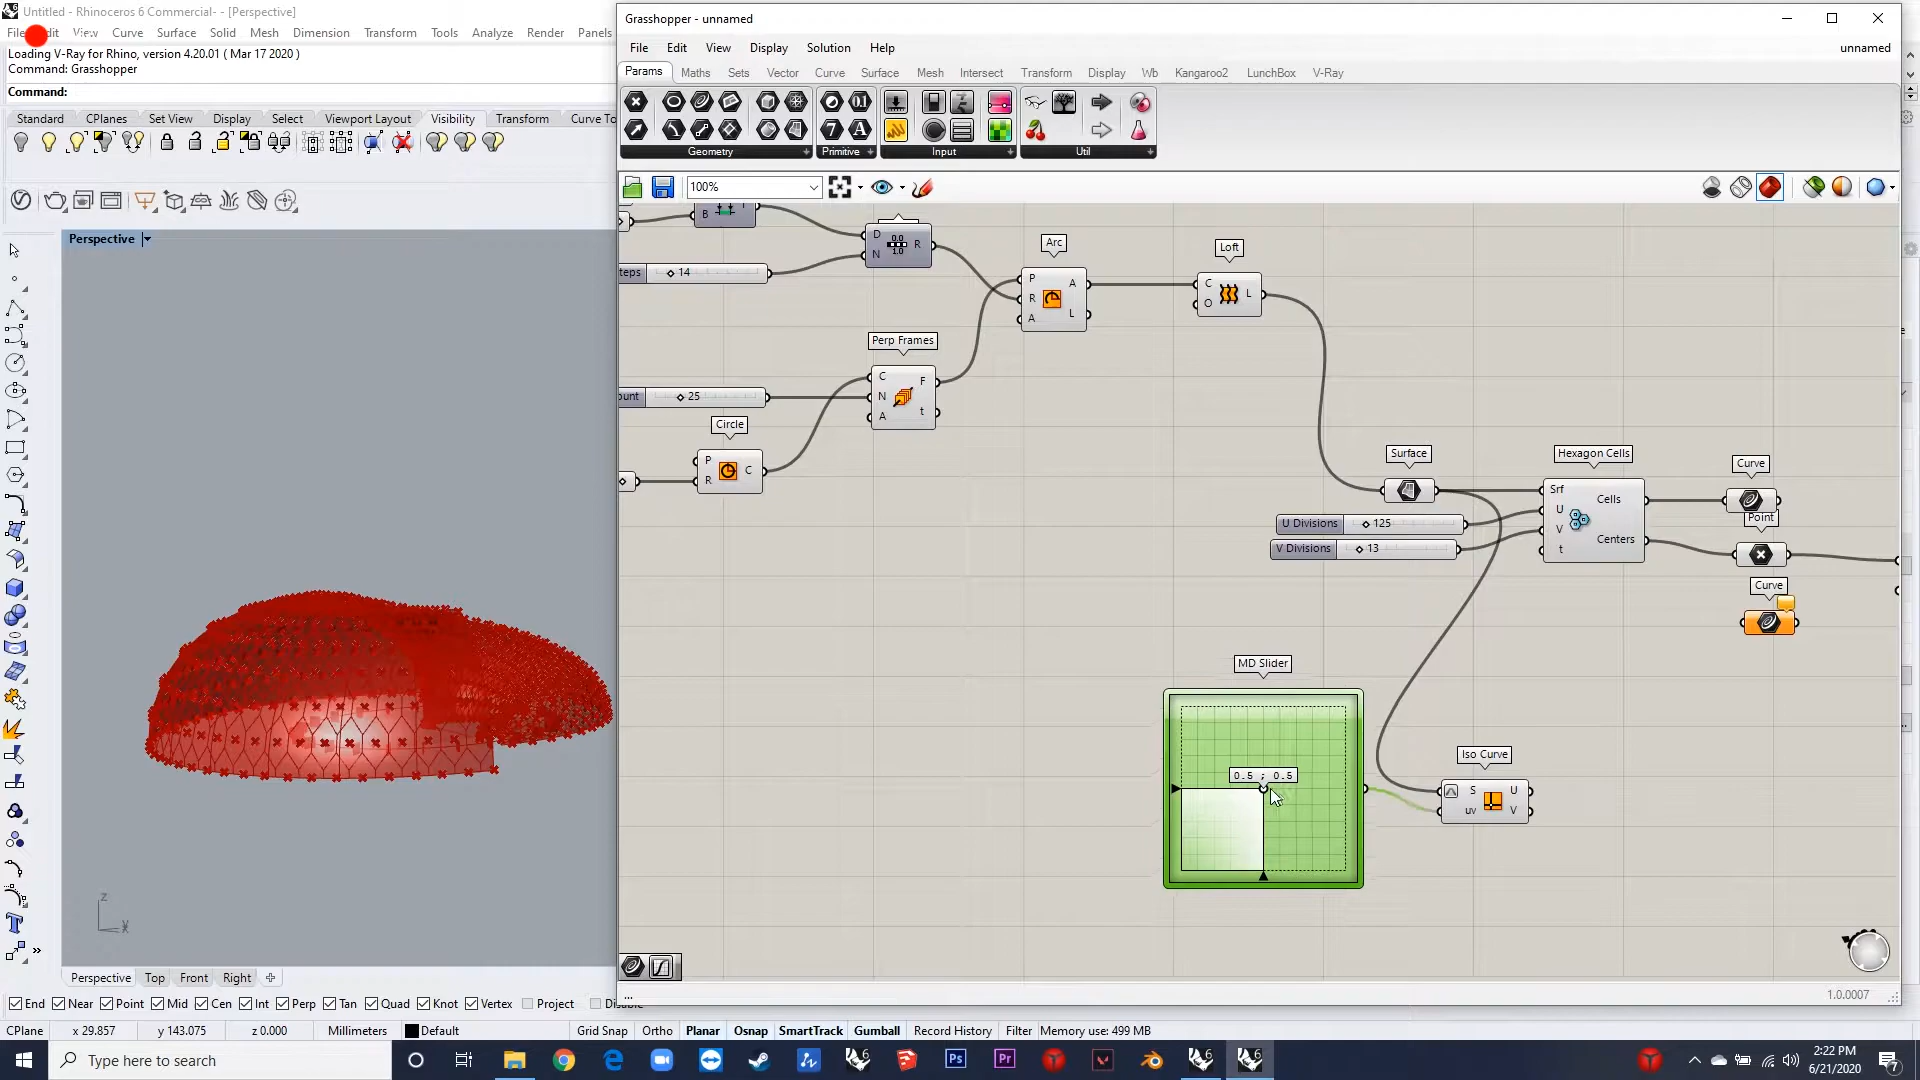 Untitled - Rhinoceros 6 Commercial- - [Perspective]
File Edit View Curve Surface Solid Mesh Dimension Transform Tools Analyze Render Panels
Loading V-Ray for Rhino, version 4.20.01 ( Mar 17 2020 )
Command: Grasshopper
Command:
Standard CPlanes Set View Display Select Viewport Layout Visibility Transform Curve To
Perspective
Grasshopper - unnamed
File Edit View Display Solution Help
unnamed
Params Maths Sets Vector Curve Surface Mesh Intersect Transform Display Wb Kangaroo2 LunchBox V-Ray
Geometry Primitive Input Util
100%
B
D
N
R
teps 14
Arc
P
R
A
A
L
Loft
C
O
L
Perp Frames
C
N
A
F
t
ount 25
Circle
P
R
C
Surface
Hexagon Cells
Srf
U
V
t
Cells
Centers
U Divisions 125
V Divisions 13
Curve
Point
Curve
MD Slider
0.5 ; 0.5
Iso Curve
S
uv
U
V
...
1.0.0007
z
Perspective Top Front Right
End Near Point Mid Cen Int Perp Tan Quad Knot Vertex Project
CPlane x 29.857 y 143.075 z 0.000 Millimeters Default Grid Snap Ortho Planar Osnap SmartTrack Gumball Record History Filter Memory use: 499 MB
Type here to search
2:22 PM
6/21/2020